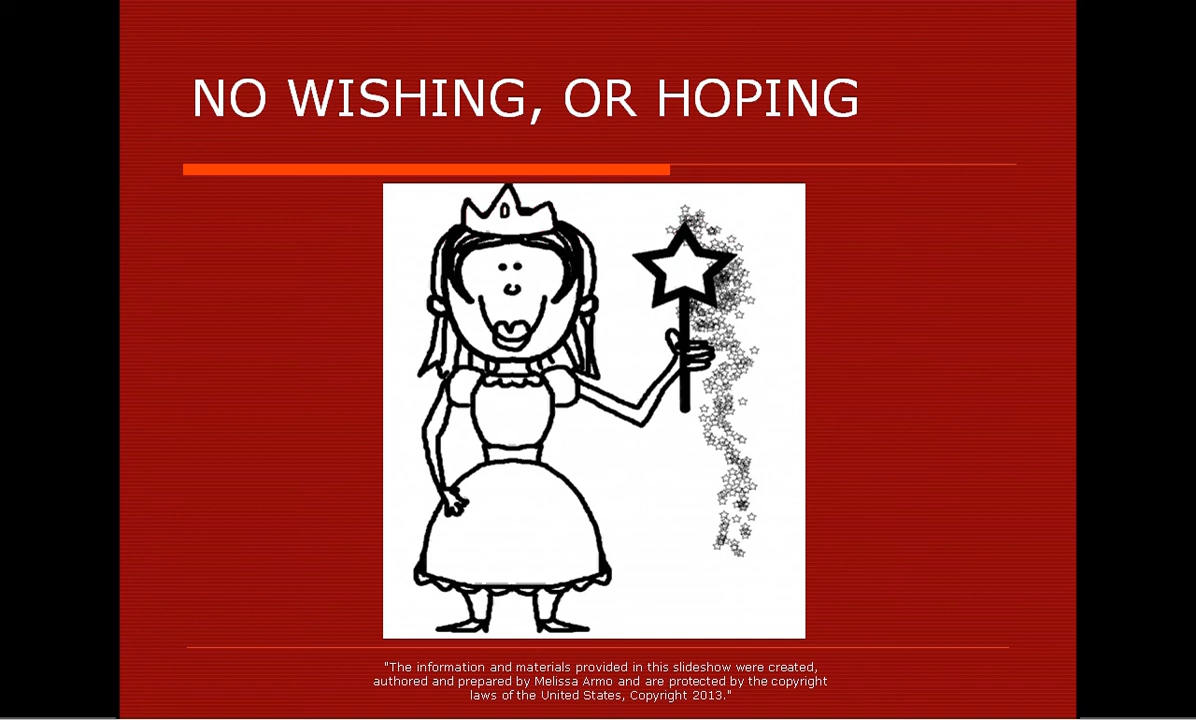 NO WISHING, OR HOPING
"The information and materials provided in this slideshow were created,
authored and prepared by Melissa Armo and are protected by the copyright
laws of the United States, Copyright 2013."